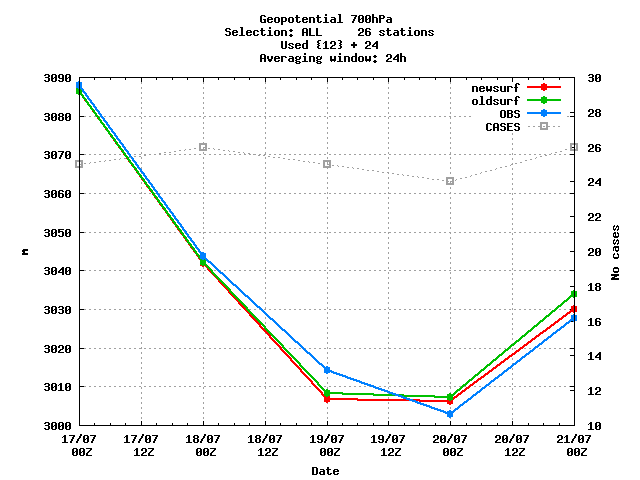 Geopotential 700hPa
Selection: ALL     26 stations
Used {12} + 24
Averaging window: 24h
newsurf
oldsurf
OBS
CASES
3090
3080
3070
3060
3050
3040
3030
3020
3010
3000
m
30
28
26
24
22
20
18
16
14
12
10
No cases
17/07 17/07 18/07 18/07 19/07 19/07 20/07 20/07 21/07
00Z 12Z 00Z 12Z 00Z 12Z 00Z 12Z 00Z
Date